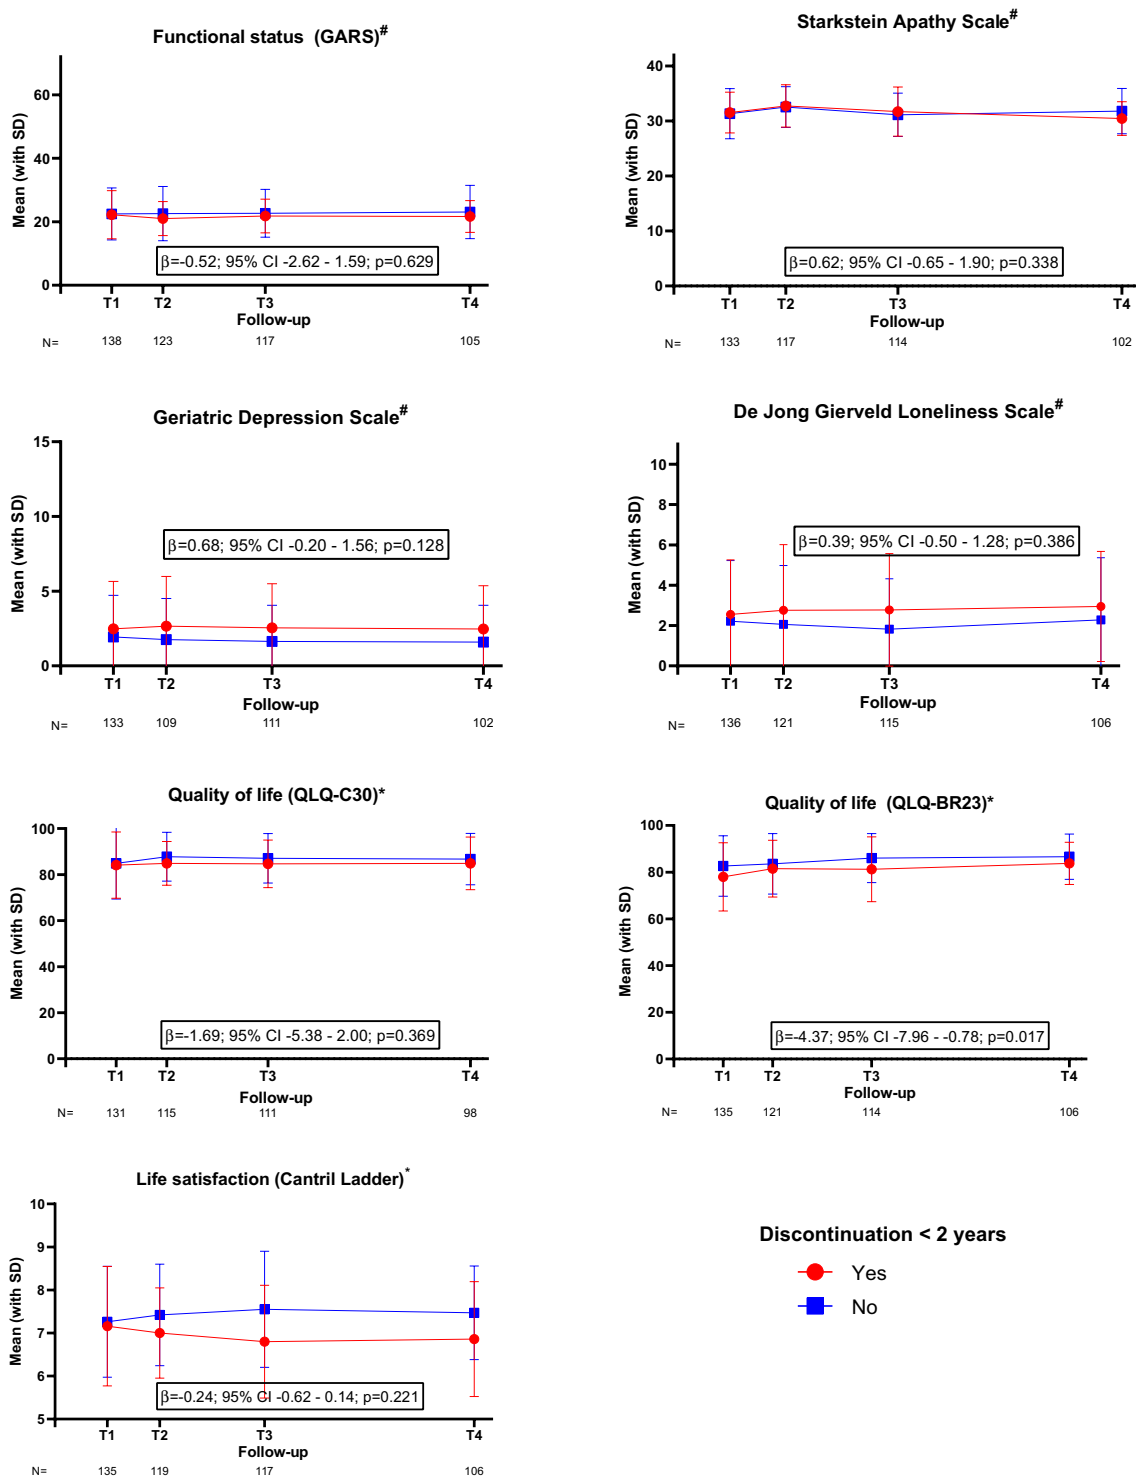 Functional status (GARS)#
Mean (with SD)
60
40
20
0
β=-0.52; 95% CI -2.62 - 1.59; p=0.629
T1 T2 T3 T4
Follow-up
N= 138 123 117 105
Starkstein Apathy Scale#
Mean (with SD)
40
30
20
10
0
β=0.62; 95% CI -0.65 - 1.90; p=0.338
T1 T2 T3 T4
Follow-up
N= 133 117 114 102
Geriatric Depression Scale#
Mean (with SD)
15
10
5
0
β=0.68; 95% CI -0.20 - 1.56; p=0.128
T1 T2 T3 T4
Follow-up
N= 133 109 111 102
De Jong Gierveld Loneliness Scale#
Mean (with SD)
10
8
6
4
2
0
β=0.39; 95% CI -0.50 - 1.28; p=0.386
T1 T2 T3 T4
Follow-up
N= 136 121 115 106
Quality of life (QLQ-C30)*
Mean (with SD)
100
80
60
40
20
0
β=-1.69; 95% CI -5.38 - 2.00; p=0.369
T1 T2 T3 T4
Follow-up
N= 131 115 111 98
Quality of life (QLQ-BR23)*
Mean (with SD)
100
80
60
40
20
0
β=-4.37; 95% CI -7.96 - -0.78; p=0.017
T1 T2 T3 T4
Follow-up
N= 135 121 114 106
Life satisfaction (Cantril Ladder)*
Mean (with SD)
10
9
8
7
6
5
β=-0.24; 95% CI -0.62 - 0.14; p=0.221
T1 T2 T3 T4
Follow-up
N= 135 119 117 106
Discontinuation < 2 years
Yes
No